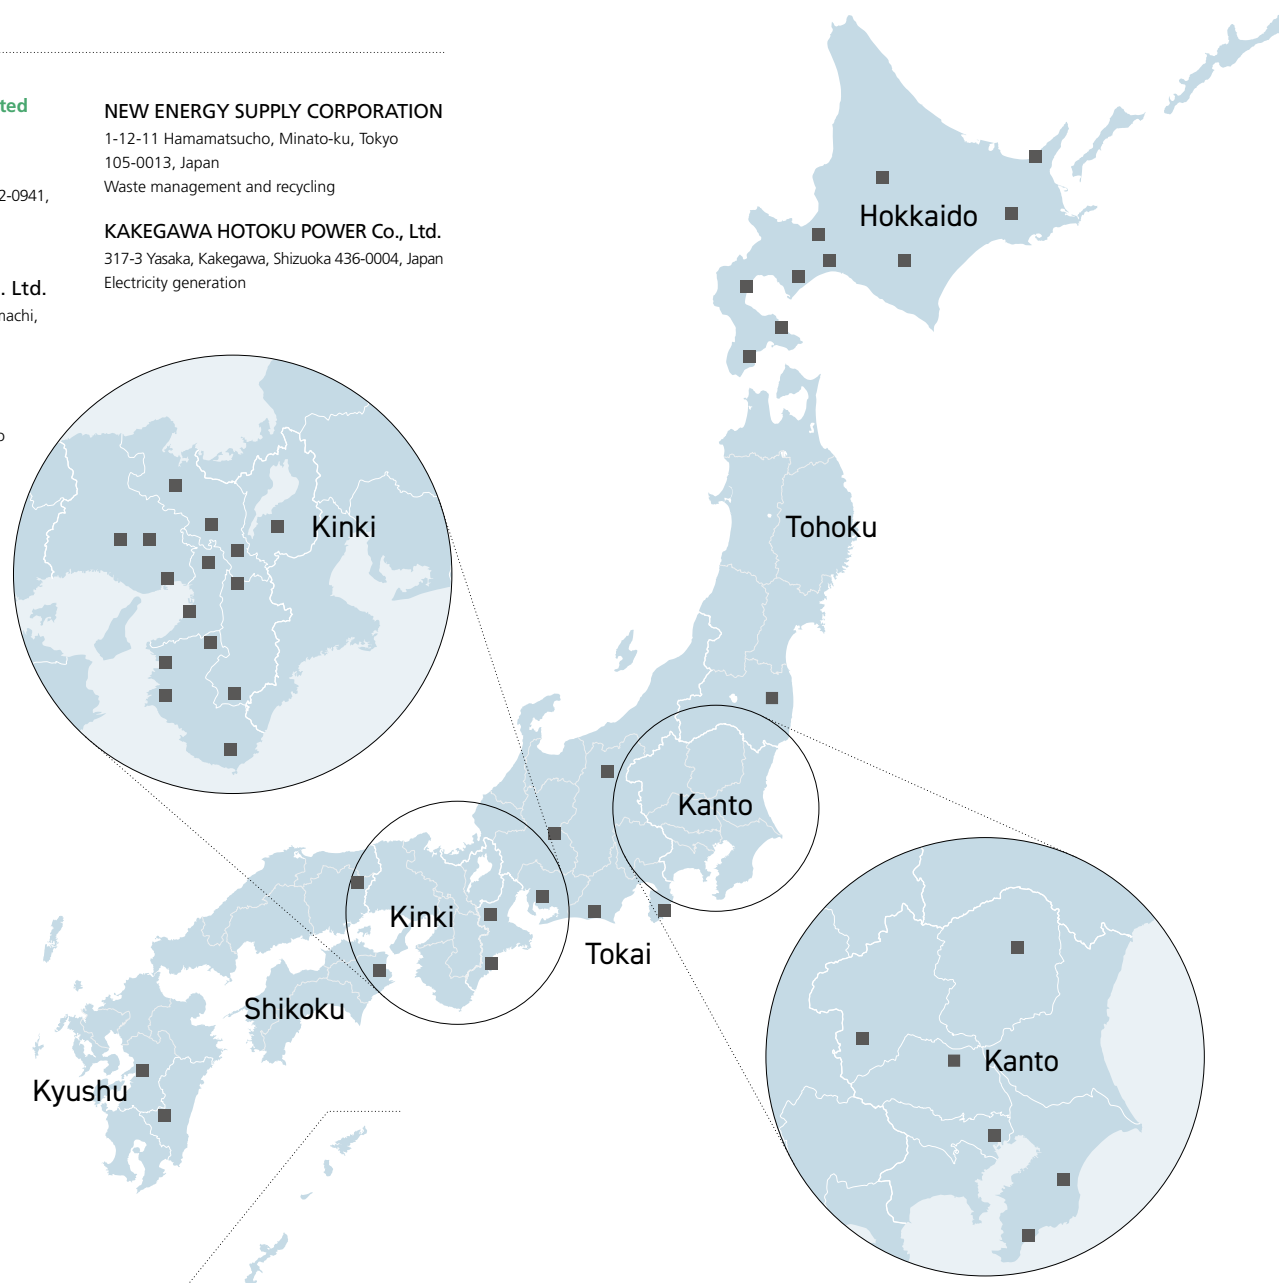 ted
2-0941,
. Ltd.
machi,
o
NEW ENERGY SUPPLY CORPORATION
1-12-11 Hamamatsucho, Minato-ku, Tokyo
105-0013, Japan
Waste management and recycling
KAKEGAWA HOTOKU POWER Co., Ltd.
317-3 Yasaka, Kakegawa, Shizuoka 436-0004, Japan
Electricity generation
Hokkaido
Kinki
Tohoku
Kanto
Kinki
Tokai
Shikoku
Kanto
Kyushu